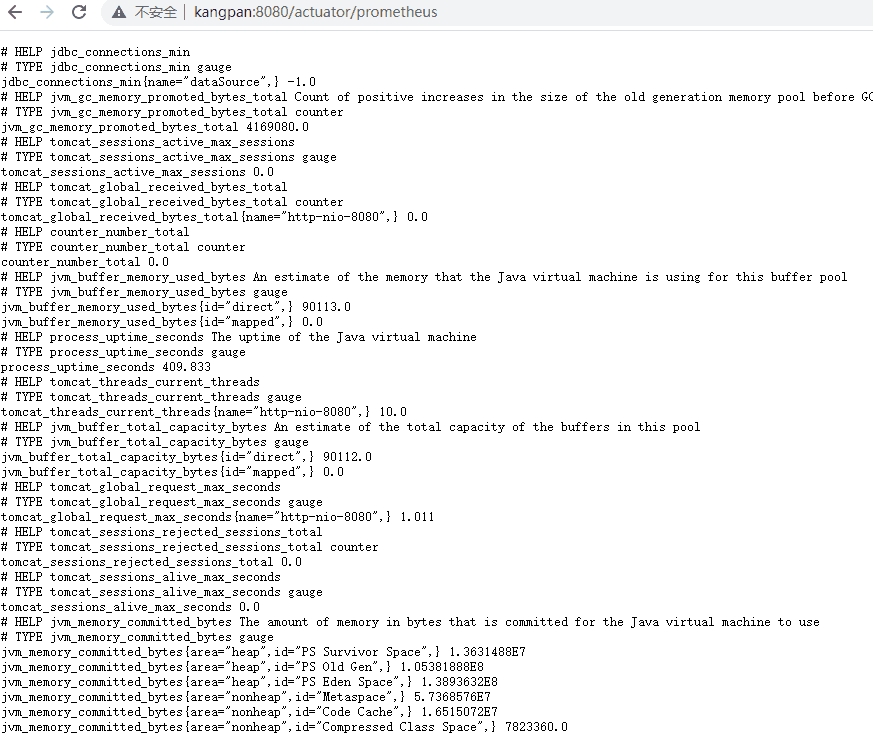 不安全 | kangpan:8080/actuator/prometheus
# HELP jdbc_connections_min
# TYPE jdbc_connections_min gauge
jdbc_connections_min{name="dataSource",} -1.0
# HELP jvm_gc_memory_promoted_bytes_total Count of positive increases in the size of the old generation memory pool before GC
# TYPE jvm_gc_memory_promoted_bytes_total counter
jvm_gc_memory_promoted_bytes_total 4169080.0
# HELP tomcat_sessions_active_max_sessions
# TYPE tomcat_sessions_active_max_sessions gauge
tomcat_sessions_active_max_sessions 0.0
# HELP tomcat_global_received_bytes_total
# TYPE tomcat_global_received_bytes_total counter
tomcat_global_received_bytes_total{name="http-nio-8080",} 0.0
# HELP counter_number_total
# TYPE counter_number_total counter
counter_number_total 0.0
# HELP jvm_buffer_memory_used_bytes An estimate of the memory that the Java virtual machine is using for this buffer pool
# TYPE jvm_buffer_memory_used_bytes gauge
jvm_buffer_memory_used_bytes{id="direct",} 90113.0
jvm_buffer_memory_used_bytes{id="mapped",} 0.0
# HELP process_uptime_seconds The uptime of the Java virtual machine
# TYPE process_uptime_seconds gauge
process_uptime_seconds 409.833
# HELP tomcat_threads_current_threads
# TYPE tomcat_threads_current_threads gauge
tomcat_threads_current_threads{name="http-nio-8080",} 10.0
# HELP jvm_buffer_total_capacity_bytes An estimate of the total capacity of the buffers in this pool
# TYPE jvm_buffer_total_capacity_bytes gauge
jvm_buffer_total_capacity_bytes{id="direct",} 90112.0
jvm_buffer_total_capacity_bytes{id="mapped",} 0.0
# HELP tomcat_global_request_max_seconds
# TYPE tomcat_global_request_max_seconds gauge
tomcat_global_request_max_seconds{name="http-nio-8080",} 1.011
# HELP tomcat_sessions_rejected_sessions_total
# TYPE tomcat_sessions_rejected_sessions_total counter
tomcat_sessions_rejected_sessions_total 0.0
# HELP tomcat_sessions_alive_max_seconds
# TYPE tomcat_sessions_alive_max_seconds gauge
tomcat_sessions_alive_max_seconds 0.0
# HELP jvm_memory_committed_bytes The amount of memory in bytes that is committed for the Java virtual machine to use
# TYPE jvm_memory_committed_bytes gauge
jvm_memory_committed_bytes{area="heap",id="PS Survivor Space",} 1.3631488E7
jvm_memory_committed_bytes{area="heap",id="PS Old Gen",} 1.05381888E8
jvm_memory_committed_bytes{area="heap",id="PS Eden Space",} 1.3893632E8
jvm_memory_committed_bytes{area="nonheap",id="Metaspace",} 5.7368576E7
jvm_memory_committed_bytes{area="nonheap",id="Code Cache",} 1.6515072E7
jvm_memory_committed_bytes{area="nonheap",id="Compressed Class Space",} 7823360.0